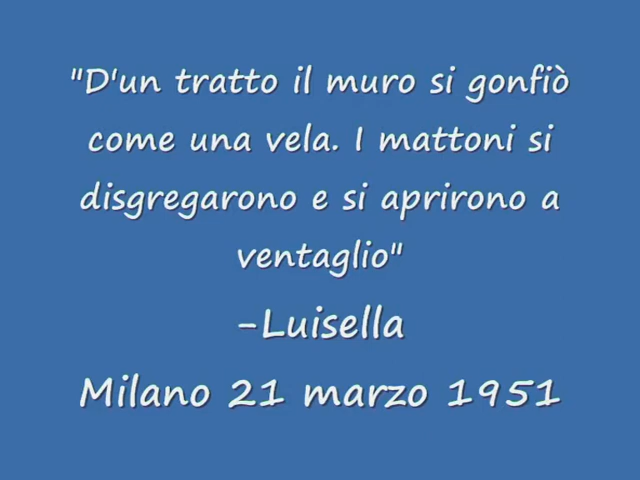 "D'un tratto il muro si gonfiò
come una vela. I mattoni si
disgregarono e si aprirono a
ventaglio"
-Luisella
Milano 21 marzo 1951